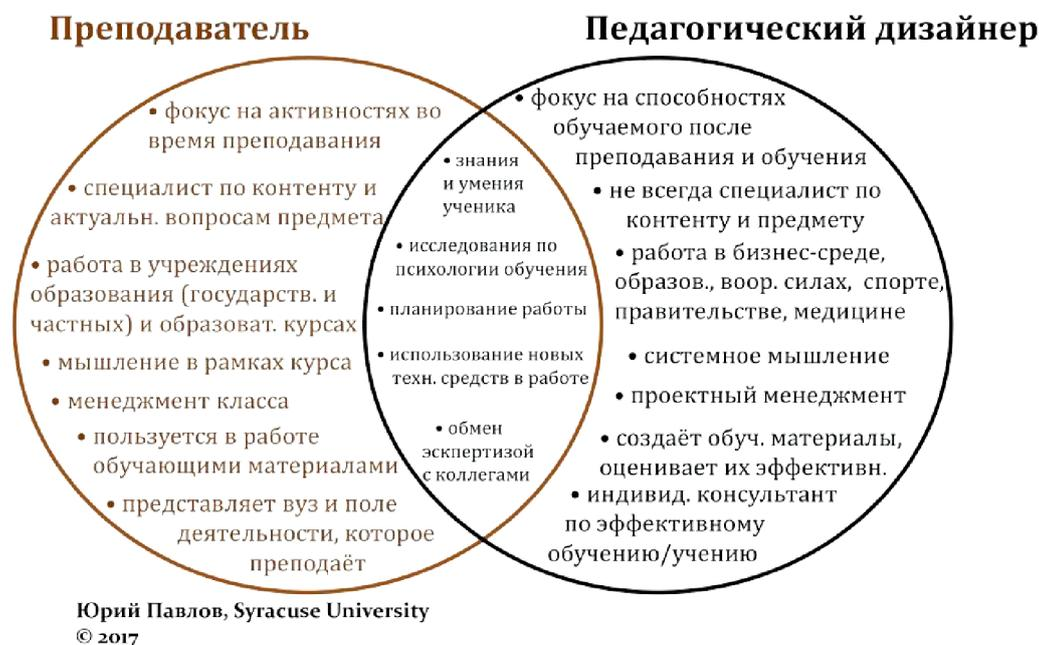 Преподаватель
Педагогический дизайнер
• фокус на активностях во
время преподавания
• специалист по контенту и
актуальн. вопросам предмета
• работа в учреждениях
образования (государств. и
частных) и образоват. курсах
• мышление в рамках курса
• менеджмент класса
• пользуется в работе
обучающими материалами
• представляет вуз и поле
деятельности, которое
преподаёт
• знания
и умения
ученика
• исследования по
психологии обучения
• планирование работы
• использование новых
техн. средств в работе
• обмен
эскпертизой
с коллегами
• фокус на способностях
обучаемого после
преподавания и обучения
• не всегда специалист по
контенту и предмету
• работа в бизнес-среде,
образов., воор. силах, спорте,
правительстве, медицине
• системное мышление
• проектный менеджмент
• создаёт обуч. материалы,
оценивает их эффективн.
• индивид. консультант
по эффективному
обучению/учению
Юрий Павлов, Syracuse University
© 2017